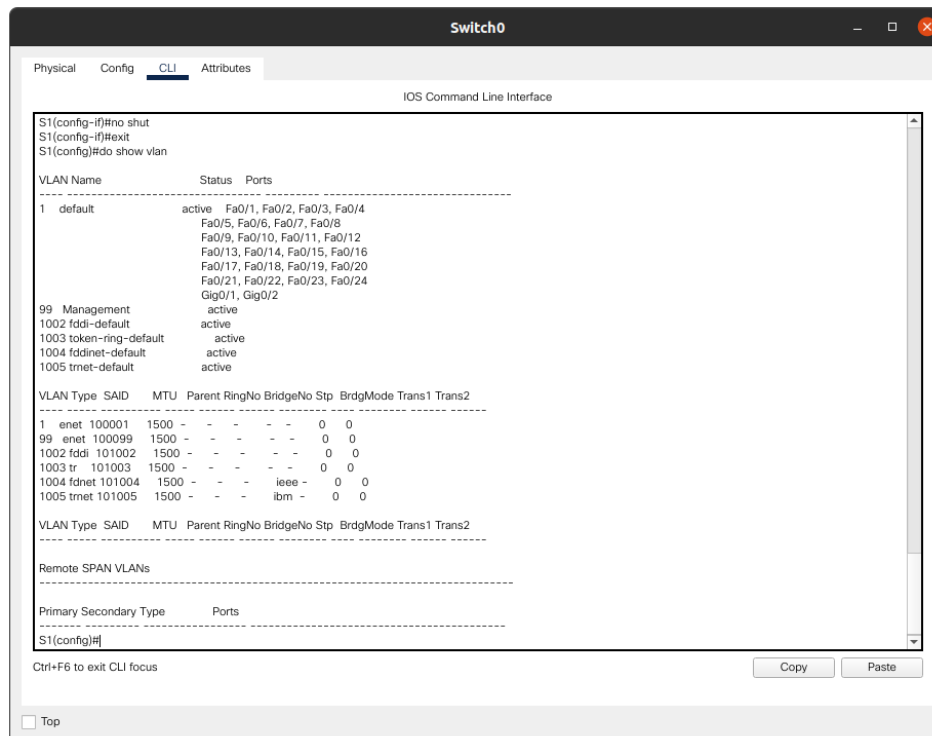 Switch0
Physical Config CLI Attributes
IOS Command Line Interface
S1(config-if)#no shut
S1(config-if)#exit
S1(config)#do show vlan
VLAN Name Status Ports
---- -------------------------------- --------- -------------------------------
1 default active Fa0/1, Fa0/2, Fa0/3, Fa0/4
Fa0/5, Fa0/6, Fa0/7, Fa0/8
Fa0/9, Fa0/10, Fa0/11, Fa0/12
Fa0/13, Fa0/14, Fa0/15, Fa0/16
Fa0/17, Fa0/18, Fa0/19, Fa0/20
Fa0/21, Fa0/22, Fa0/23, Fa0/24
Gig0/1, Gig0/2
99 Management active
1002 fddi-default active
1003 token-ring-default active
1004 fddinet-default active
1005 trnet-default active
VLAN Type SAID MTU Parent RingNo BridgeNo Stp BrdgMode Trans1 Trans2
---- ----- ---------- ----- ------ ------ -------- ---- -------- ------ ------
1 enet 100001 1500 - - - - - 0 0
99 enet 100099 1500 - - - - - 0 0
1002 fddi 101002 1500 - - - - - 0 0
1003 tr 101003 1500 - - - - - 0 0
1004 fdnet 101004 1500 - - - ieee - 0 0
1005 trnet 101005 1500 - - - ibm - 0 0
VLAN Type SAID MTU Parent RingNo BridgeNo Stp BrdgMode Trans1 Trans2
---- ----- ---------- ----- ------ ------ -------- ---- -------- ------ ------
Remote SPAN VLANs
------------------------------------------------------------------------------
Primary Secondary Type Ports
------- --------- ----------------- ------------------------------------------
S1(config)#
Ctrl+F6 to exit CLI focus
Copy Paste
Top